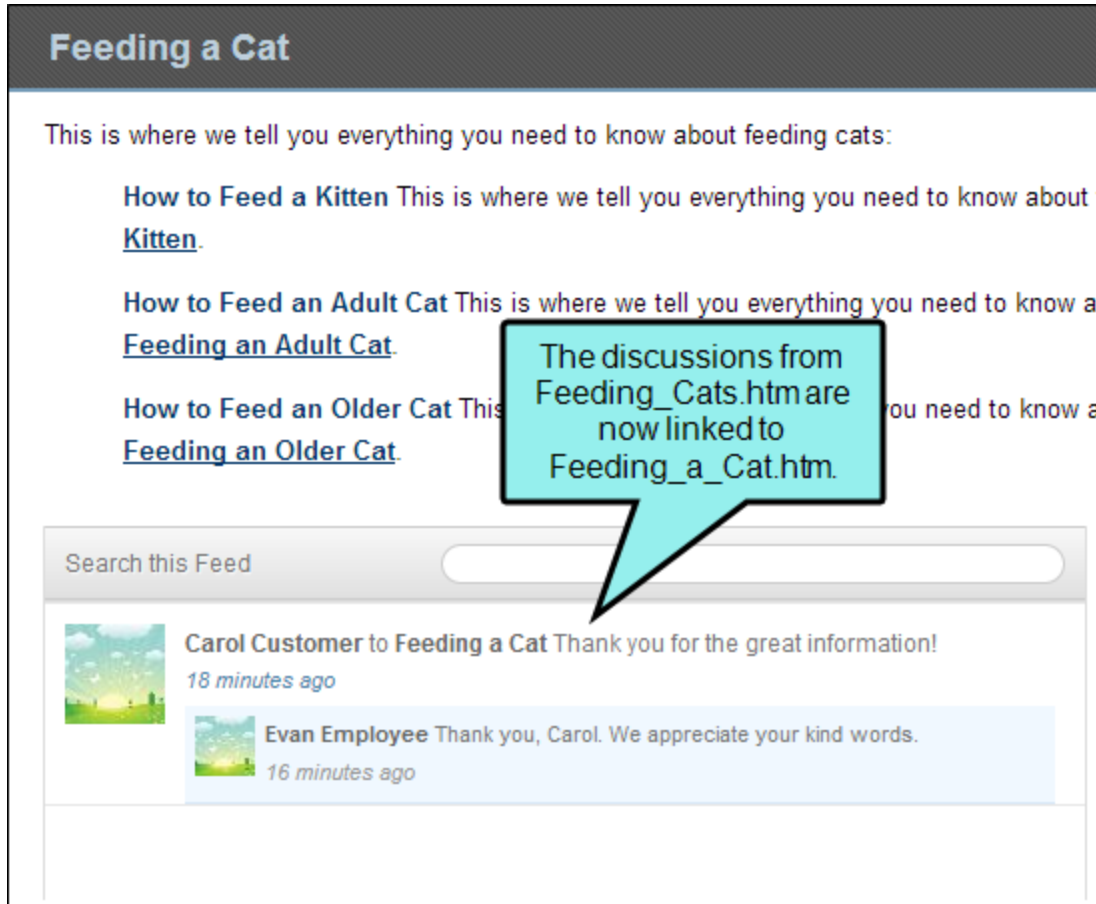 Feeding a Cat
This is where we tell you everything you need to know about feeding cats:
How to Feed a Kitten This is where we tell you everything you need to know about
Kitten.
How to Feed an Adult Cat This is where we tell you everything you need to know a
Feeding an Adult Cat.
How to Feed an Older Cat This you need to know a
Feeding an Older Cat.
The discussions from
Feeding_Cats.htm are
now linked to
Feeding_a_Cat.htm.
Search this Feed
Carol Customer to Feeding a Cat Thank you for the great information!
18 minutes ago
Evan Employee Thank you, Carol. We appreciate your kind words.
16 minutes ago